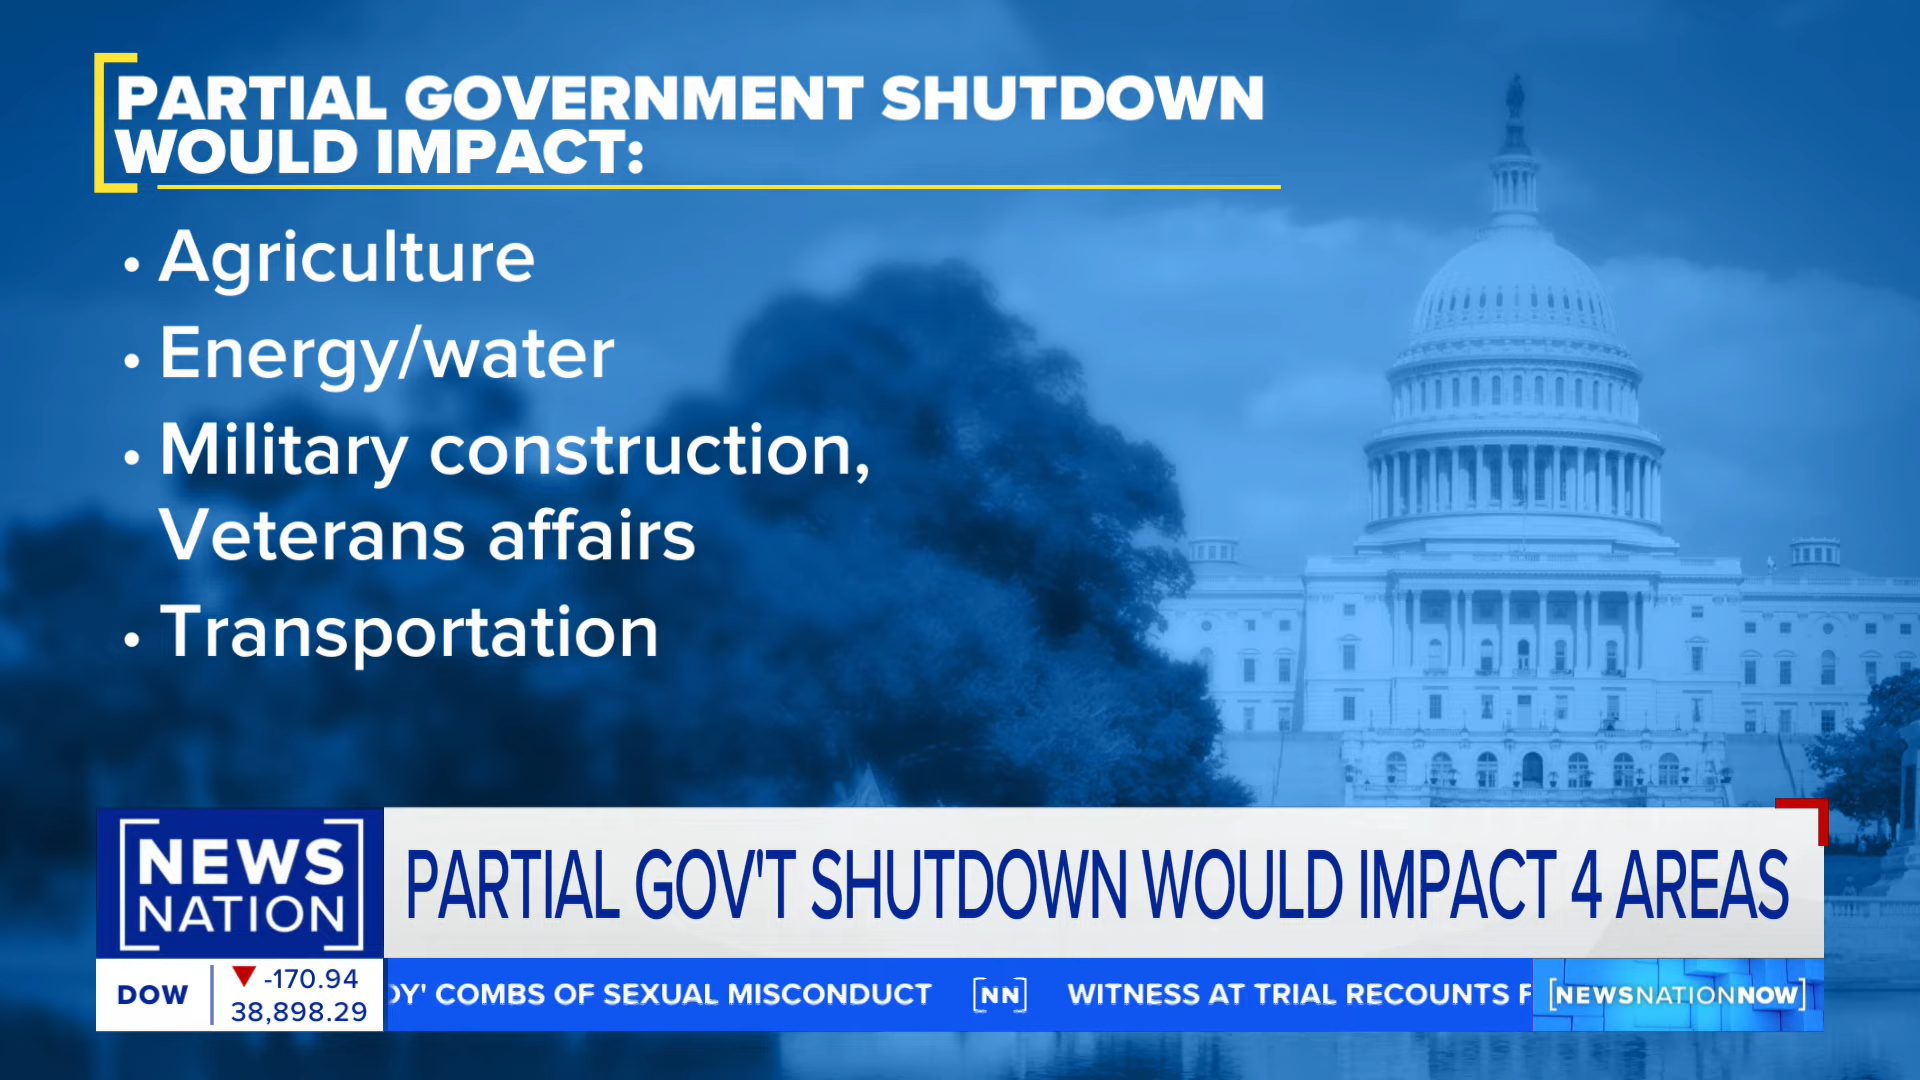 PARTIAL GOVERNMENT SHUTDOWN
WOULD IMPACT:
• Agriculture
• Energy/water
• Military construction,
Veterans affairs
• Transportation
NEWS
NATION
PARTIAL GOV'T SHUTDOWN WOULD IMPACT 4 AREAS
DOW
▼ -170.94
38,898.29
DY' COMBS OF SEXUAL MISCONDUCT [NN] WITNESS AT TRIAL RECOUNTS F
[NEWSNATIONNOW]